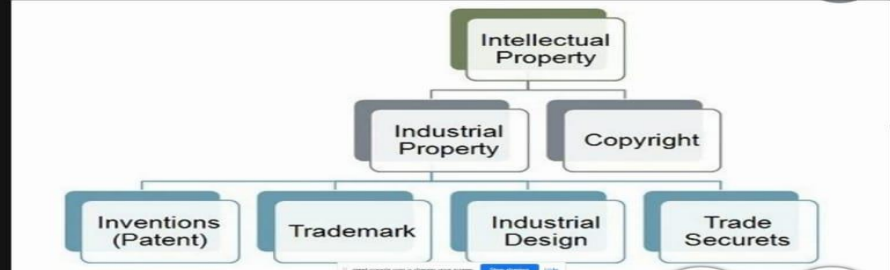 Intellectual
Property
Industrial
Property
Copyright
Inventions
(Patent)
Trademark
Industrial
Design
Trade
Securets